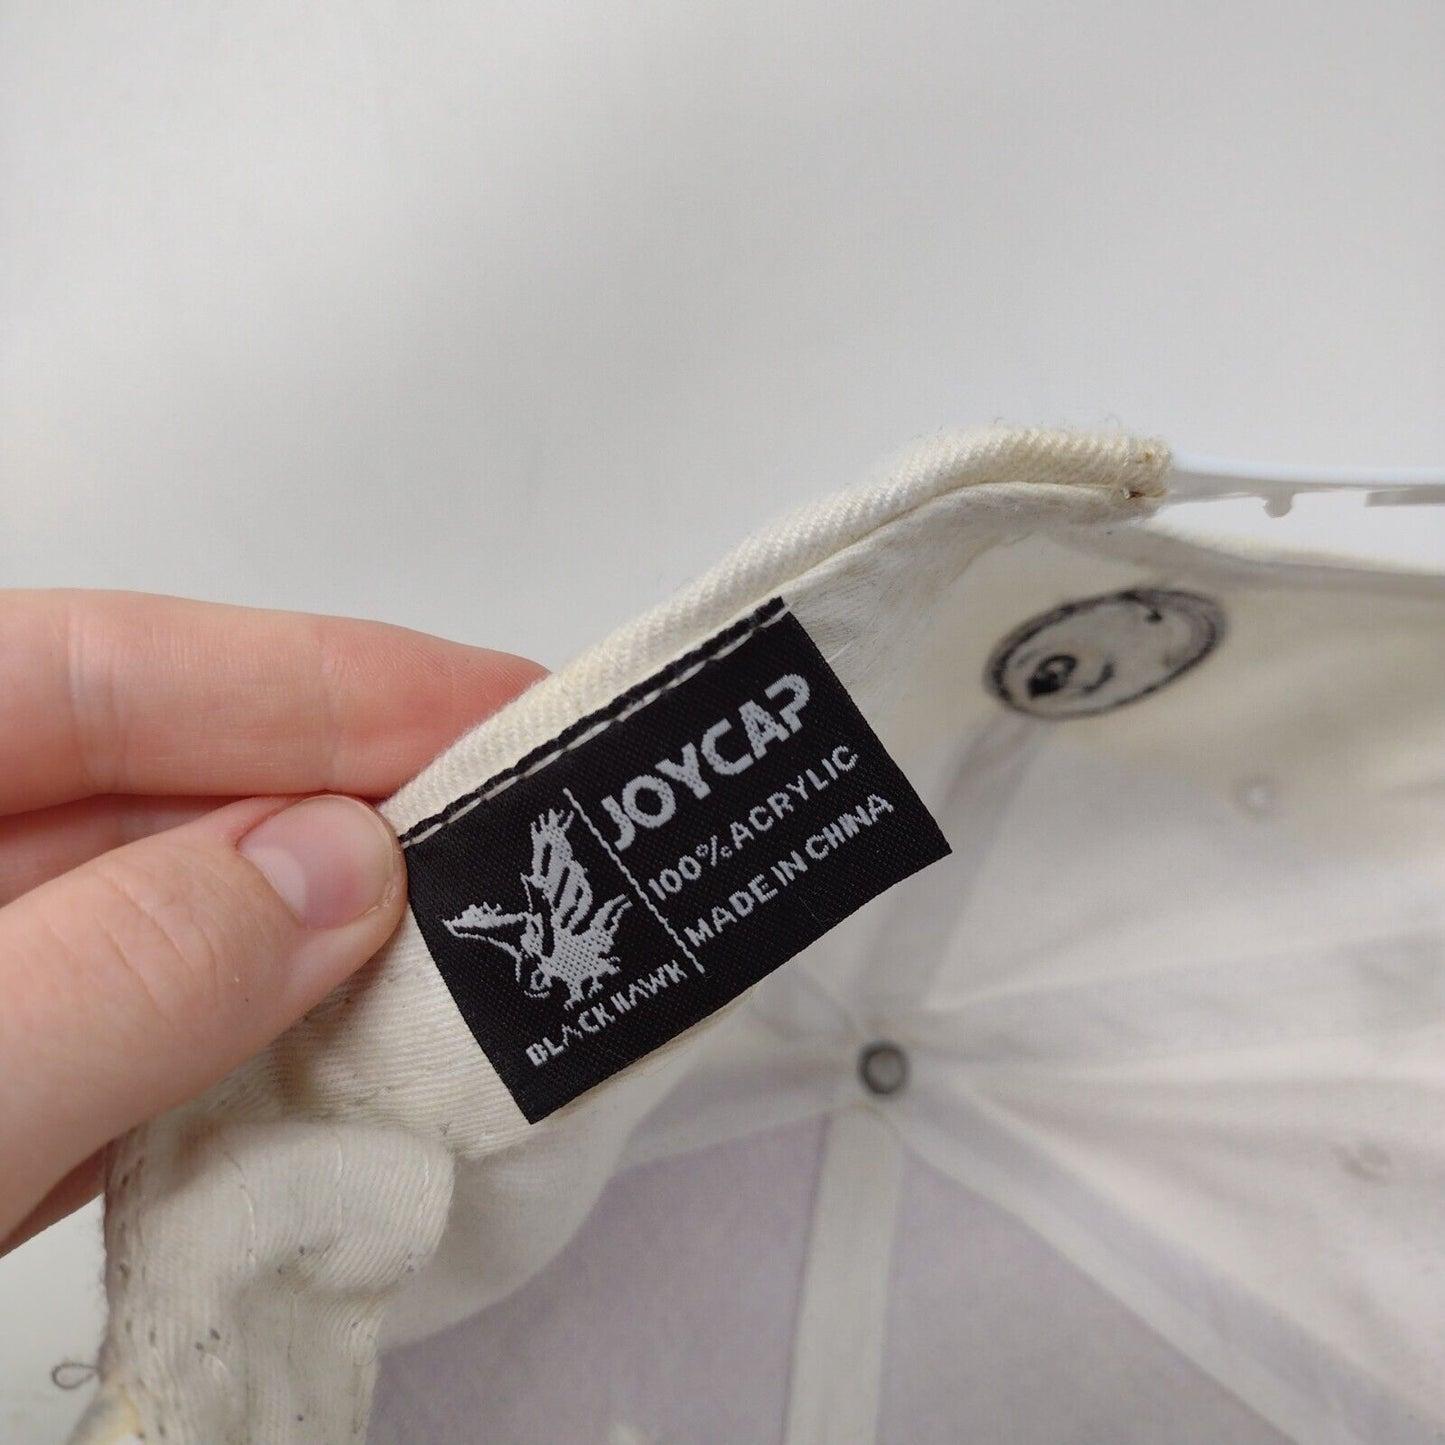 JOYCAP
100% ACRYLIC
MADE IN CHINA
BLACK HAWK